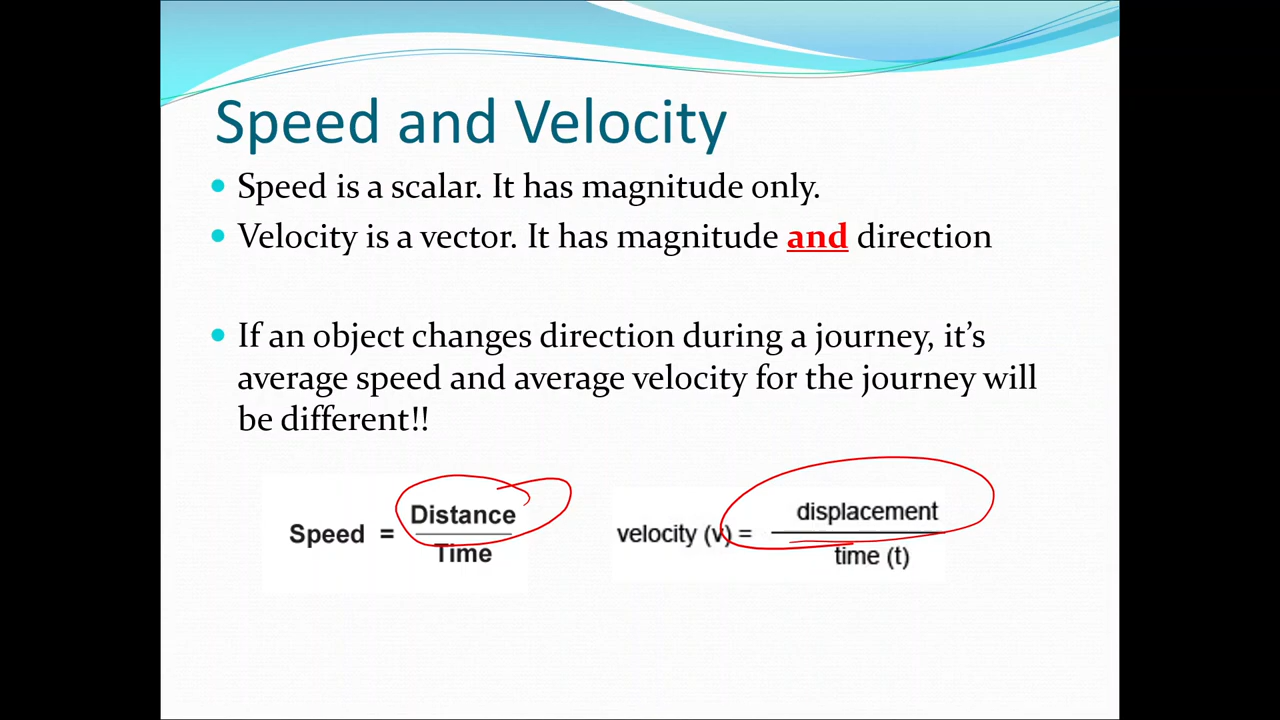 Speed and Velocity
Speed is a scalar. It has magnitude only.
Velocity is a vector. It has magnitude and direction
If an object changes direction during a journey, it's
average speed and average velocity for the journey will
be different!!
Speed = Distance
Time
velocity (v) = displacement
time (t)